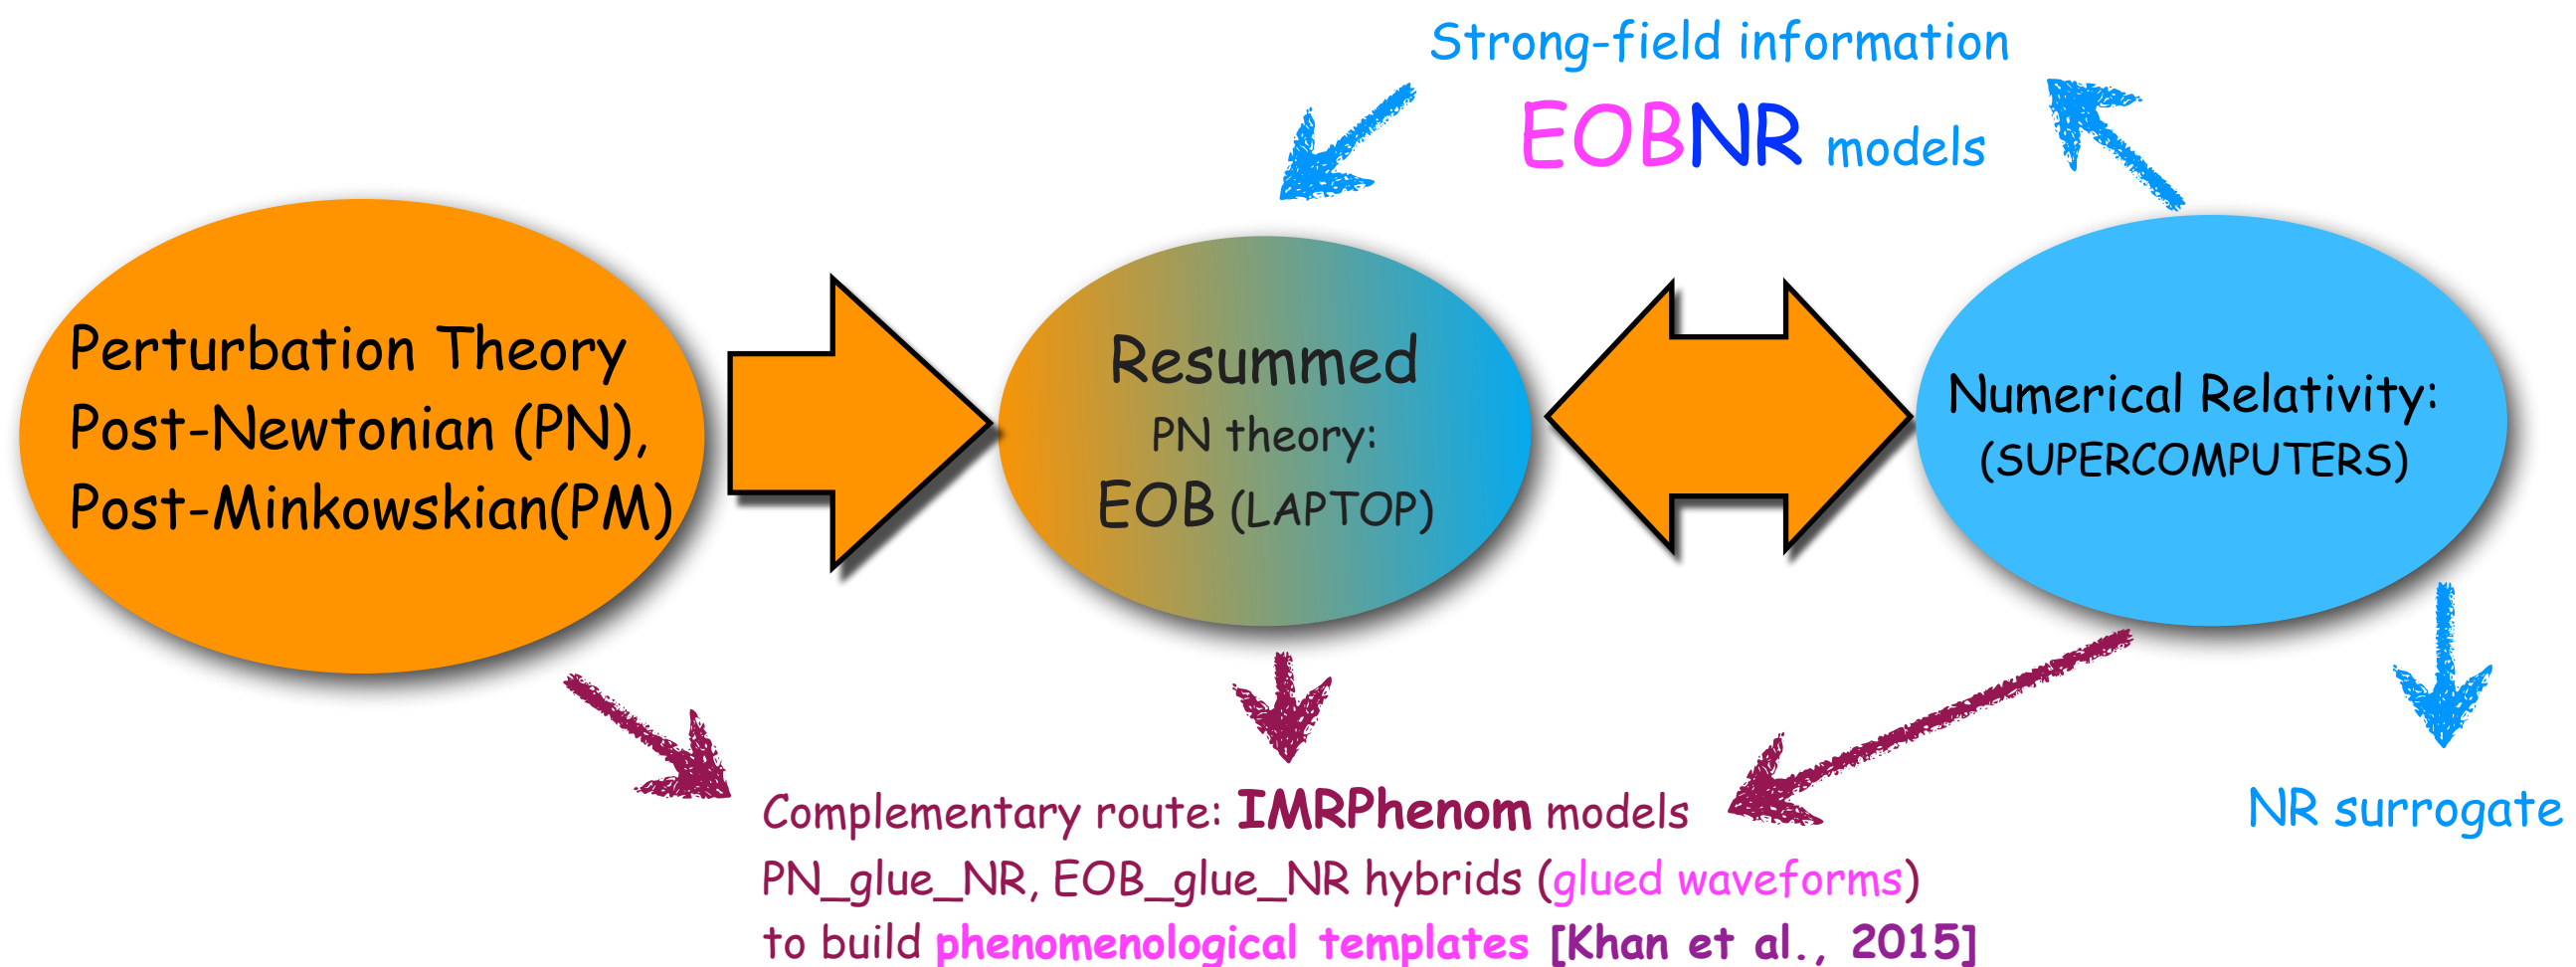 Strong-field information
EOBNR models
Perturbation Theory
Post-Newtonian (PN),
Post-Minkowskian(PM)
Resummed
PN theory:
EOB (LAPTOP)
Numerical Relativity:
(SUPERCOMPUTERS)
Complementary route: IMRPhenom models
PN_glue_NR, EOB_glue_NR hybrids (glued waveforms)
to build phenomenological templates [Khan et al., 2015]
NR surrogate